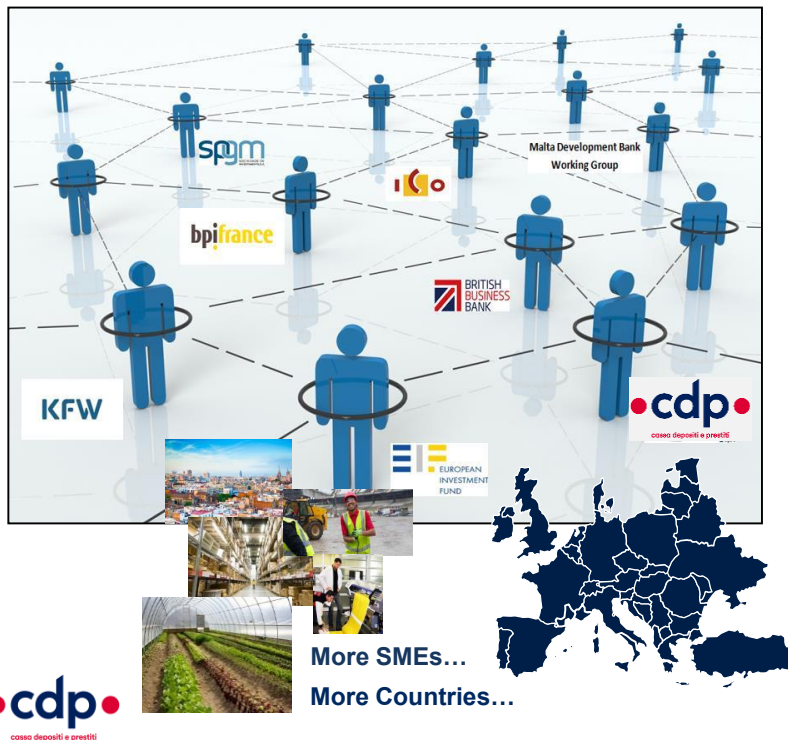 spgm
Malta Development Bank
Working Group
ICO
bpifrance
BRITISH
BUSINESS
BANK
KFW
cdp
cassa depositi e prestiti
EIF
EUROPEAN
INVESTMENT
FUND
More SMEs…
More Countries…
cdp
cassa depositi e prestiti